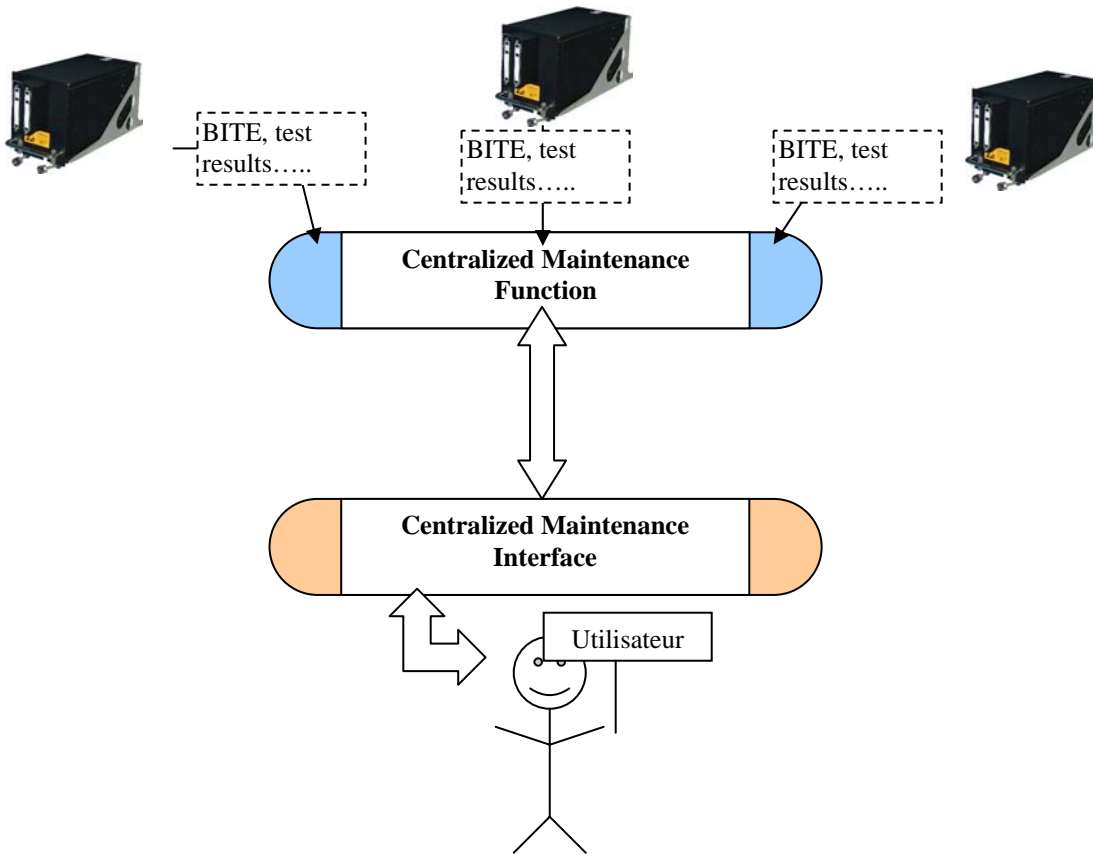 BITE, test
results…..
BITE, test
results…..
BITE, test
results…..
Centralized Maintenance
Function
Centralized Maintenance
Interface
Utilisateur